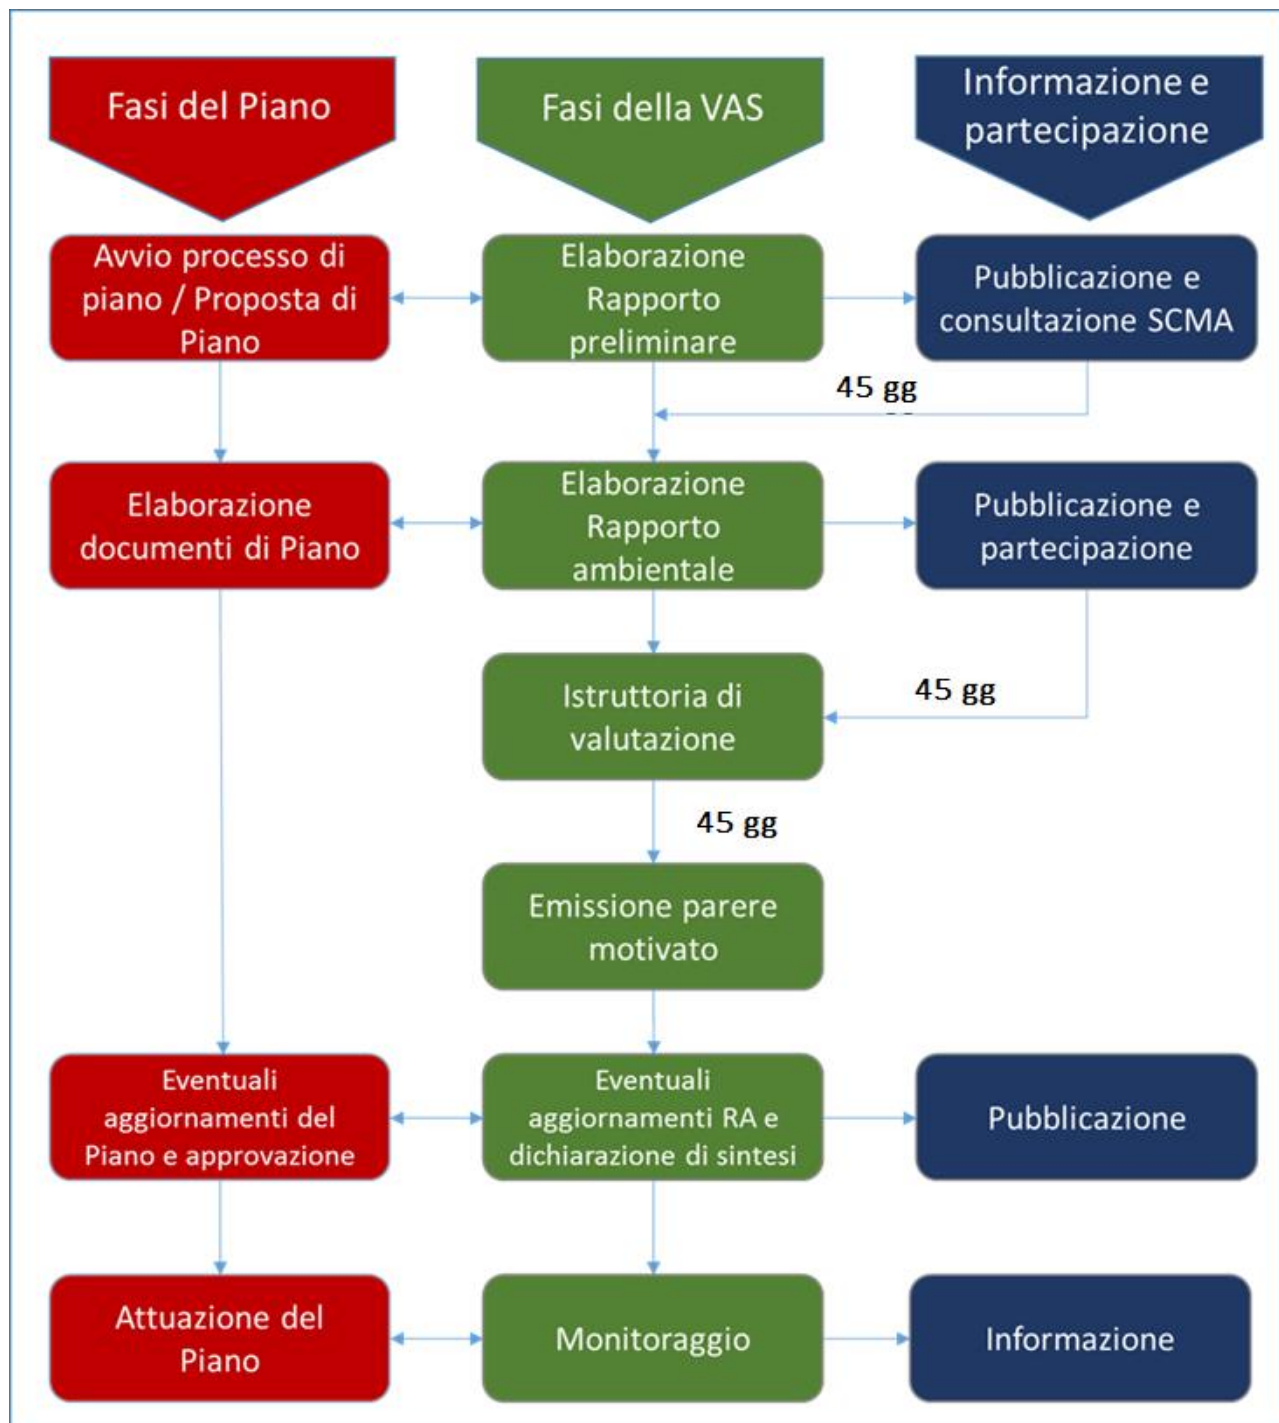 Fasi del Piano
Fasi della VAS
Informazione e
partecipazione
Avvio processo di
piano / Proposta di
Piano
Elaborazione
Rapporto
preliminare
Pubblicazione e
consultazione SCMA
45 gg
Elaborazione
documenti di Piano
Elaborazione
Rapporto
ambientale
Pubblicazione e
partecipazione
Istruttoria di
valutazione
45 gg
45 gg
Emissione parere
motivato
Eventuali
aggiornamenti del
Piano e approvazione
Eventuali
aggiornamenti RA e
dichiarazione di sintesi
Pubblicazione
Attuazione del
Piano
Monitoraggio
Informazione